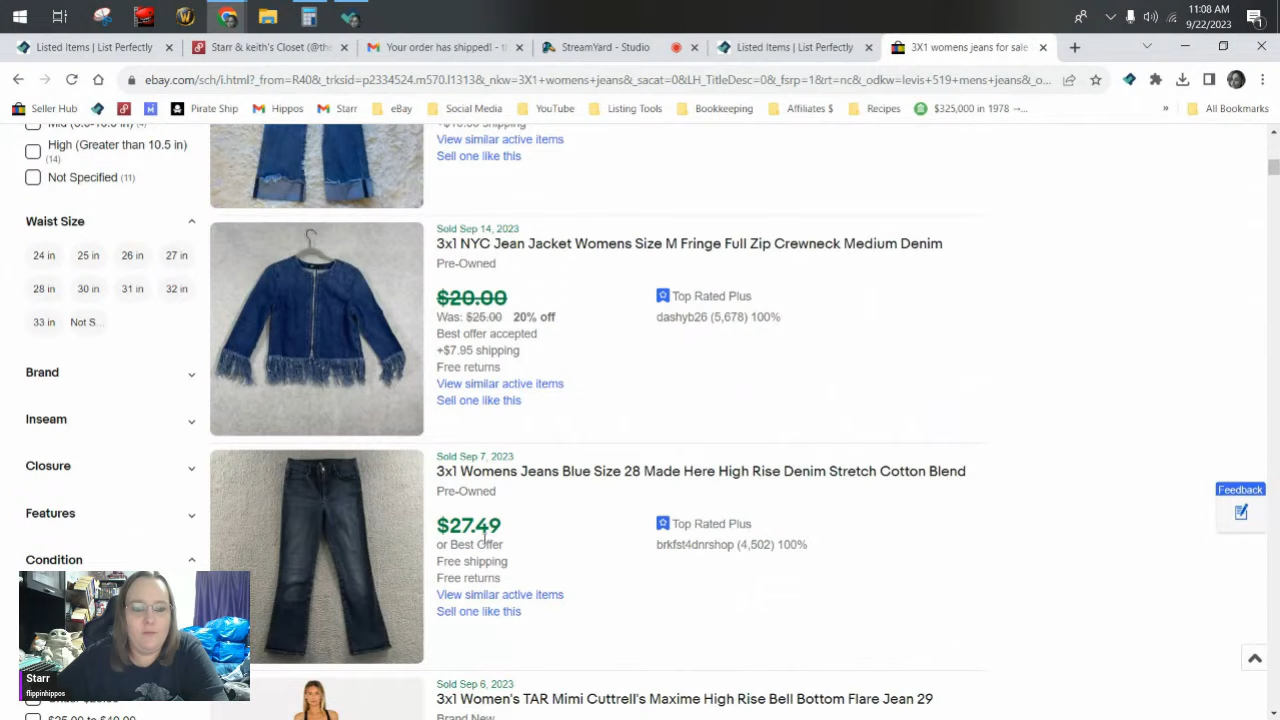 11:08 AM
9/22/2023
Listed Items | List Perfectly
Starr & keith's Closet (@the
Your order has shipped! -
StreamYard - Studio
Listed Items | List Perfectly
3X1 womens jeans for sale
ebay.com/sch/i.html?_from=R40&_trksid=p2334524.m570.l1313&_nkw=3X1+womens+jeans&_sacat=0&LH_TitleDesc=0&_fsrp=1&rt=nc&_odkw=levis+519+mens+jeans&_o...
Seller Hub
Pirate Ship
Hippos
Starr
eBay
Social Media
YouTube
Listing Tools
Bookkeeping
Affiliates $
Recipes
$325,000 in 1978 →...
»
All Bookmarks
High (Greater than 10.5 in)
(14)
Not Specified (11)
Waist Size
24 in 25 in 26 in 27 in
28 in 30 in 31 in 32 in
33 in Not S...
Brand
Inseam
Closure
Features
Condition
View similar active items
Sell one like this
Sold Sep 14, 2023
3x1 NYC Jean Jacket Womens Size M Fringe Full Zip Crewneck Medium Denim
Pre-Owned
$20.00
Was: $25.00 20% off
Best offer accepted
+$7.95 shipping
Free returns
View similar active items
Sell one like this
Top Rated Plus
dashyb26 (5,678) 100%
Sold Sep 7, 2023
3x1 Womens Jeans Blue Size 28 Made Here High Rise Denim Stretch Cotton Blend
Pre-Owned
$27.49
or Best Offer
Free shipping
Free returns
View similar active items
Sell one like this
Top Rated Plus
brkfst4dnrshop (4,502) 100%
Sold Sep 6, 2023
3x1 Women's TAR Mimi Cuttrell's Maxime High Rise Bell Bottom Flare Jean 29
Brand New
Feedback
Starr
flippinhippos